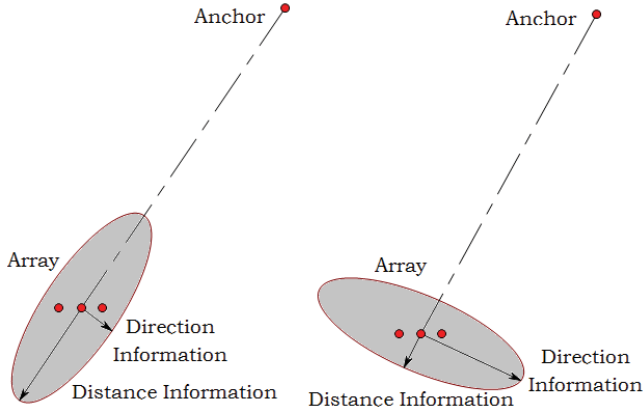 Anchor
Array
Direction
Information
Distance Information
Anchor
Array
Direction
Information
Distance Information